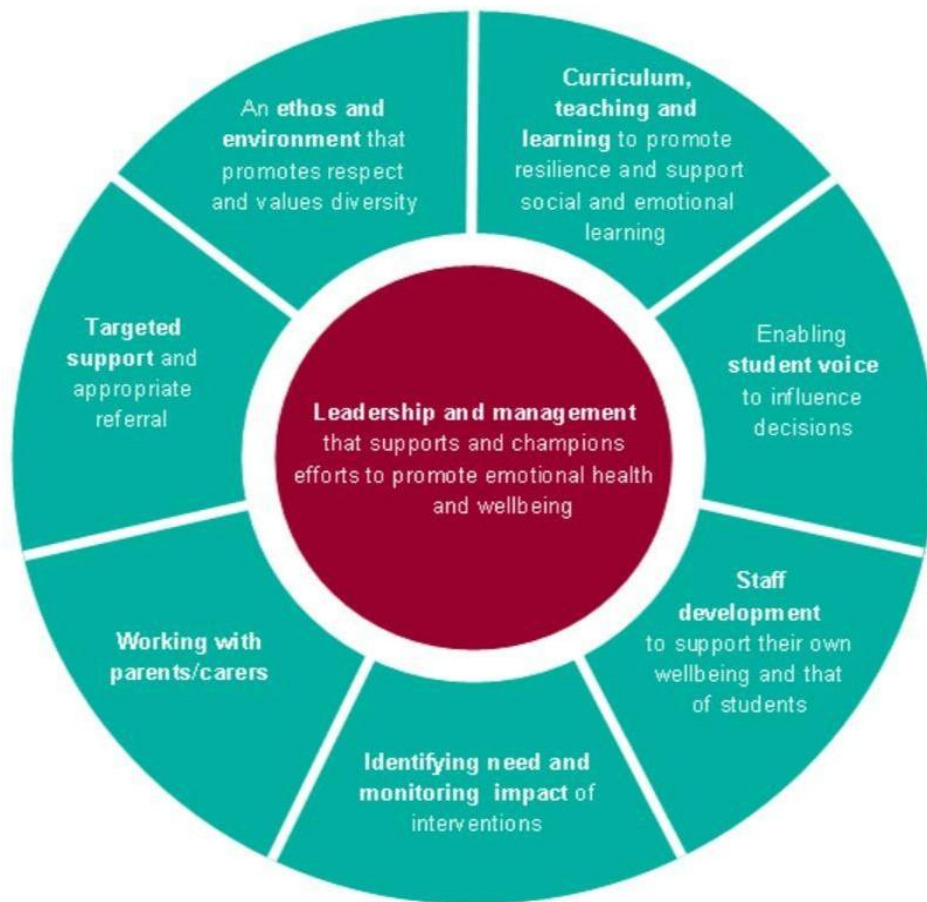 An ethos and
environment that
promotes respect
and values diversity
Curriculum,
teaching and
learning to promote
resilience and support
social and emotional
learning
Enabling
student voice
to influence
decisions
Staff
development
to support their own
wellbeing and that
of students
Identifying need and
monitoring impact of
interventions
Working with
parents/carers
Targeted
support and
appropriate
referral
Leadership and management
that supports and champions
efforts to promote emotional health
and wellbeing